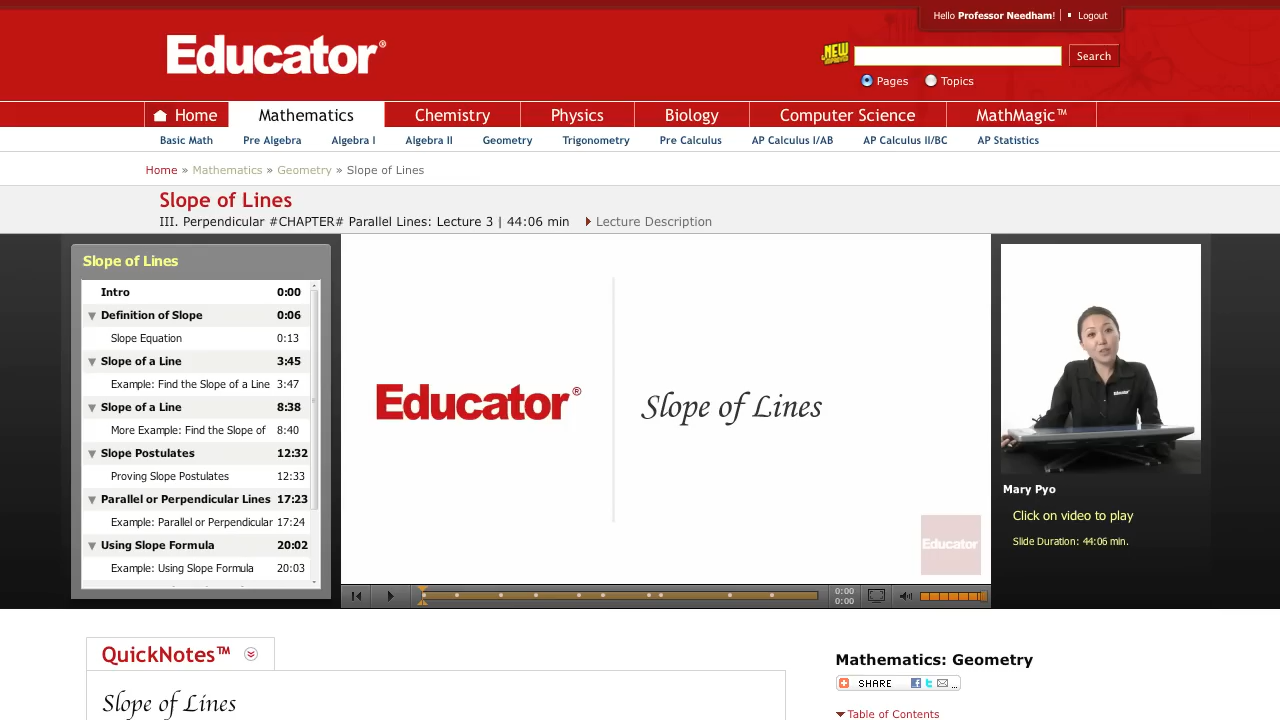 Hello Professor Needham! Logout
Educator®
NEW
Search
Pages Topics
Home Mathematics Chemistry Physics Biology Computer Science MathMagic™
Basic Math Pre Algebra Algebra I Algebra II Geometry Trigonometry Pre Calculus AP Calculus I/AB AP Calculus II/BC AP Statistics
Home » Mathematics » Geometry » Slope of Lines
Slope of Lines
III. Perpendicular #CHAPTER# Parallel Lines: Lecture 3 | 44:06 min Lecture Description
Slope of Lines
Intro 0:00
Definition of Slope 0:06
Slope Equation 0:13
Slope of a Line 3:45
Example: Find the Slope of a Line 3:47
Slope of a Line 8:38
More Example: Find the Slope of 8:40
Slope Postulates 12:32
Proving Slope Postulates 12:33
Parallel or Perpendicular Lines 17:23
Example: Parallel or Perpendicular 17:24
Using Slope Formula 20:02
Example: Using Slope Formula 20:03
Educator®
Slope of Lines
Educator
0:00
0:00
Educator
Mary Pyo
Click on video to play
Slide Duration: 44:06 min.
QuickNotes™
Slope of Lines
Mathematics: Geometry
SHARE ...
Table of Contents